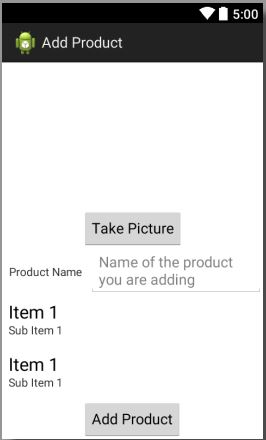 5:00
Add Product
Take Picture
Product Name
Name of the product
you are adding
Item 1
Sub Item 1
Item 1
Sub Item 1
Add Product